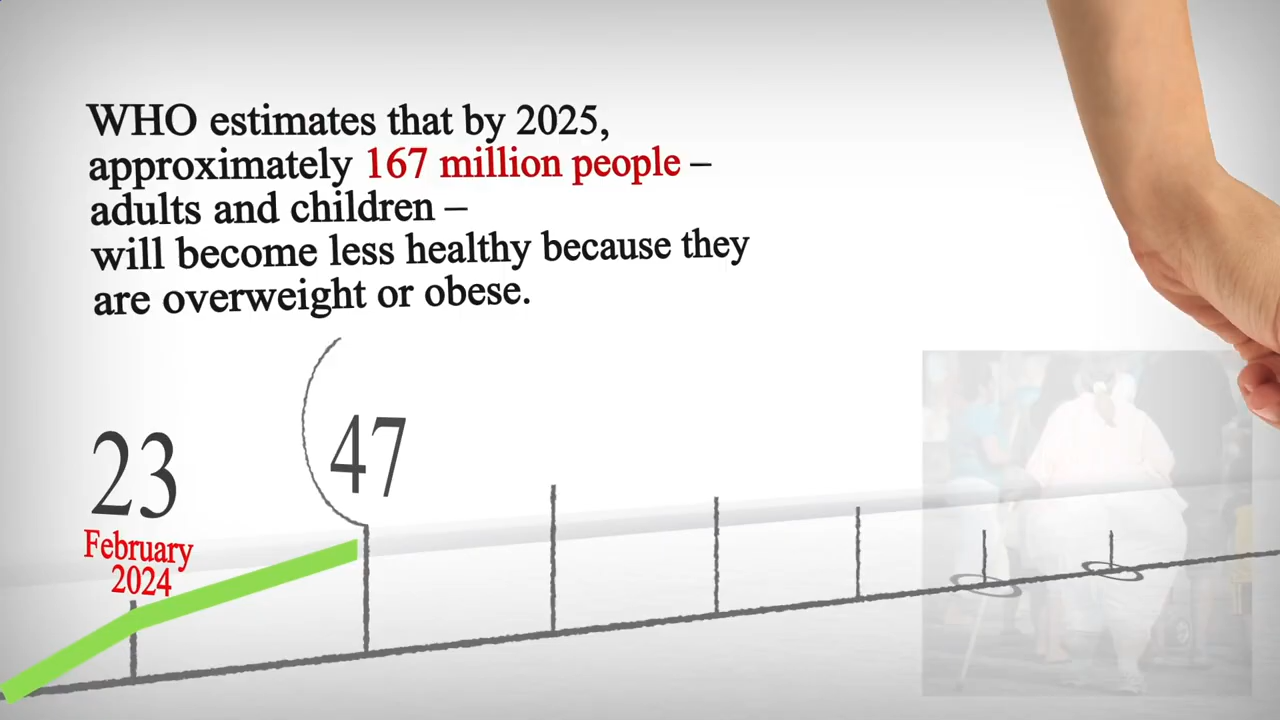 WHO estimates that by 2025,
approximately 167 million people –
adults and children –
will become less healthy because they
are overweight or obese.
23
February
2024
47